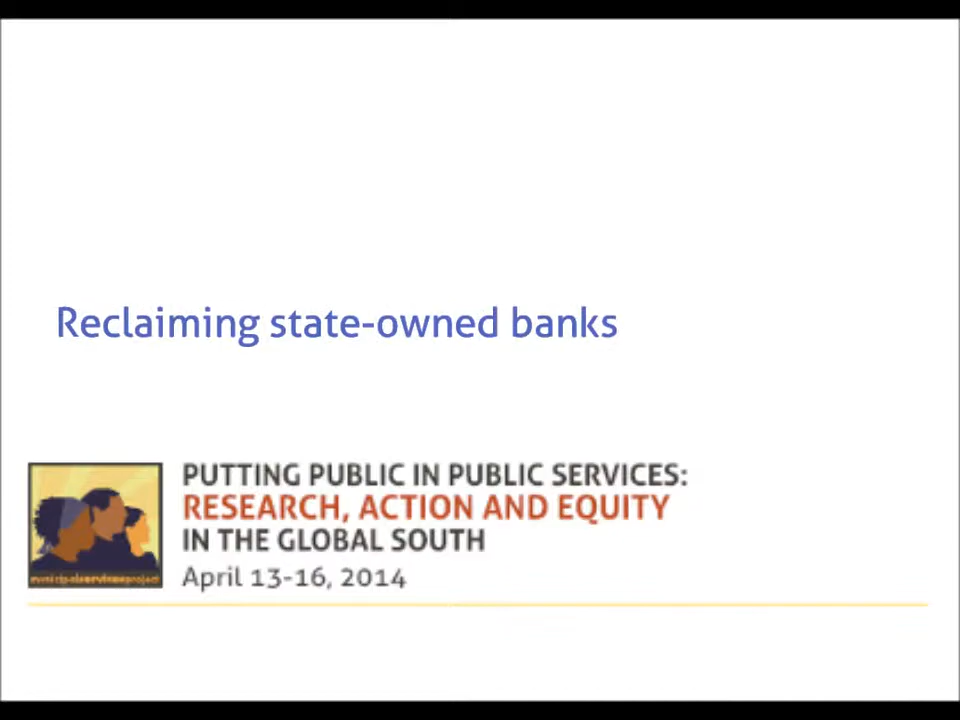 Reclaiming state-owned banks
PUTTING PUBLIC IN PUBLIC SERVICES:
RESEARCH, ACTION AND EQUITY
IN THE GLOBAL SOUTH
April 13-16, 2014
municipalservicesproject